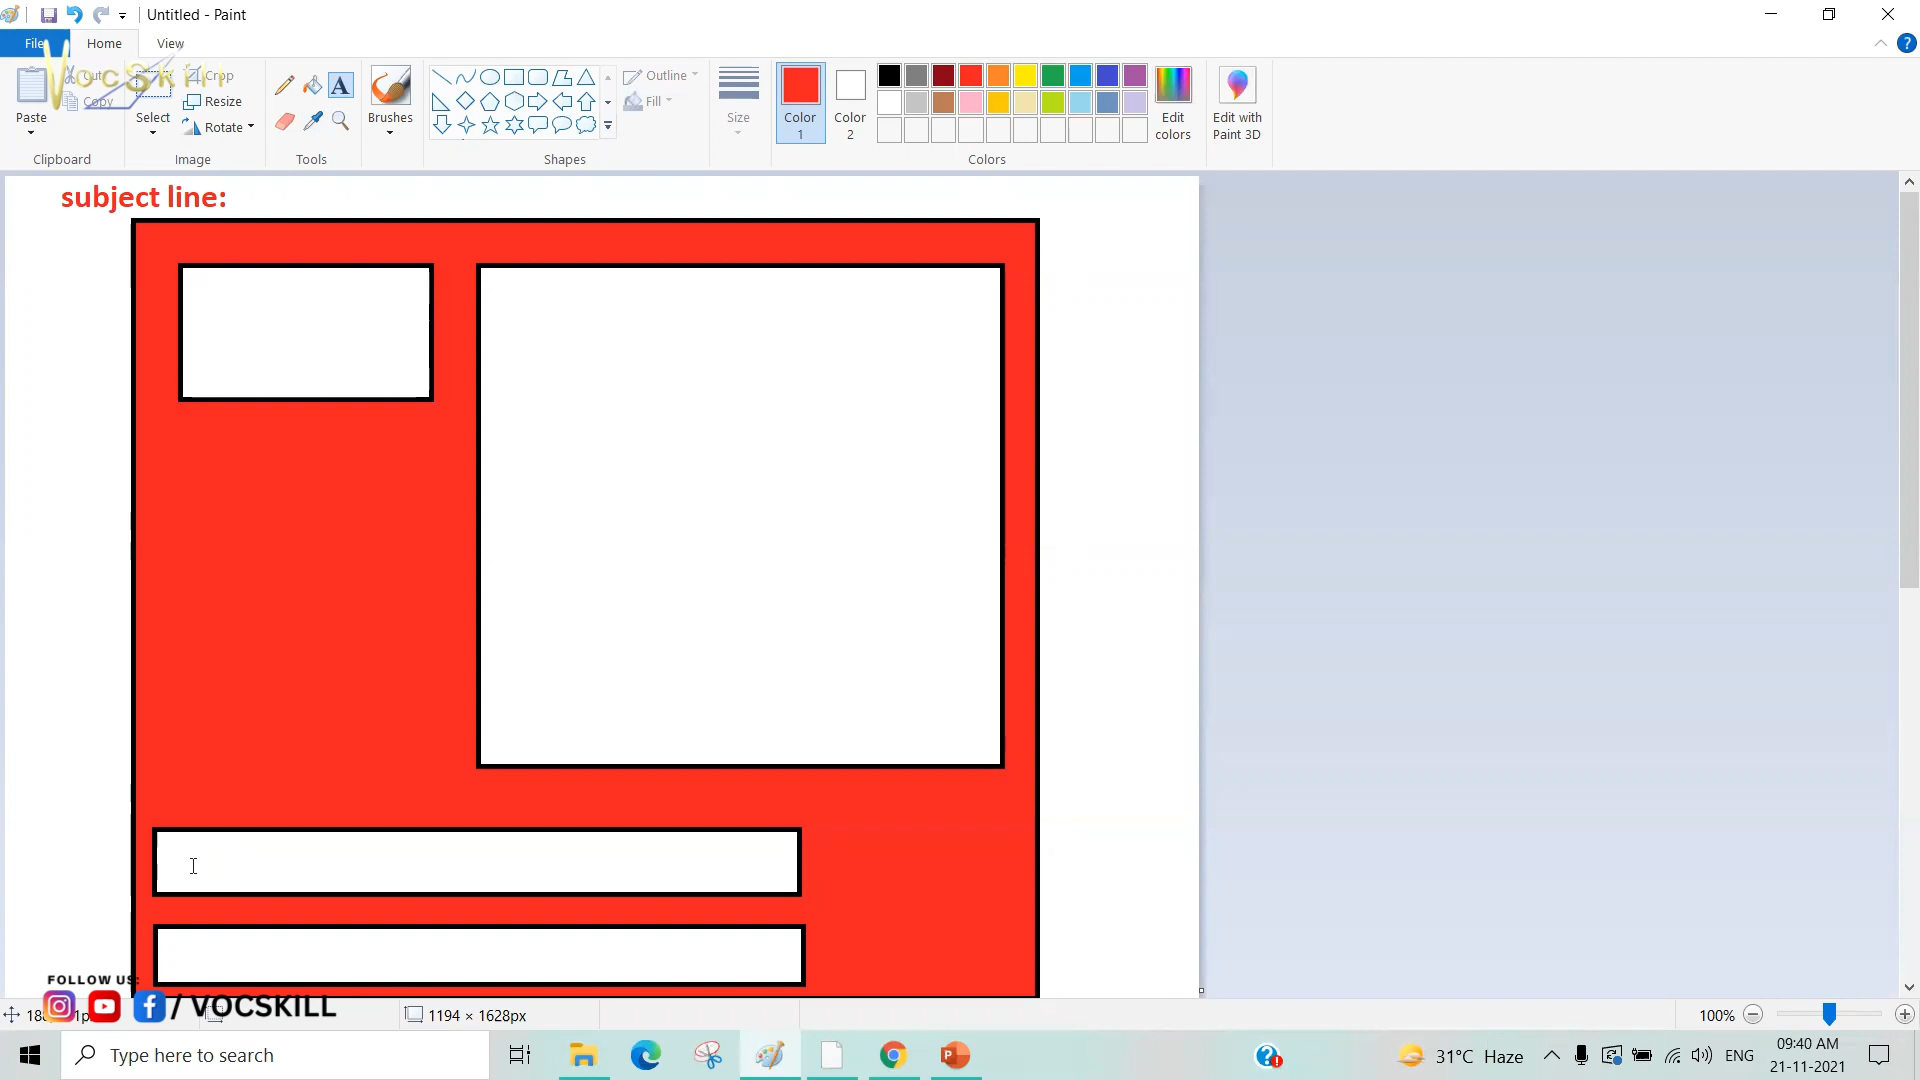 Untitled - Paint
File
Home
View
VocSkill
Cut
Copy
Paste
Clipboard
Select
Crop
Resize
Rotate
Image
A
Tools
Brushes
Shapes
Outline
Fill
Size
Color
1
Color
2
Colors
Edit
colors
Edit with
Paint 3D
subject line:
FOLLOW US:
/ VOCSKILL
1194 × 1628px
100%
Type here to search
31°C Haze
ENG
09:40 AM
21-11-2021